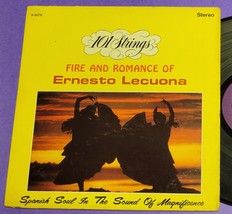 Stereo
101 Strings
FIRE AND ROMANCE OF
Ernesto Lecuona
Spanish Soul In The Sound Of Magnificence